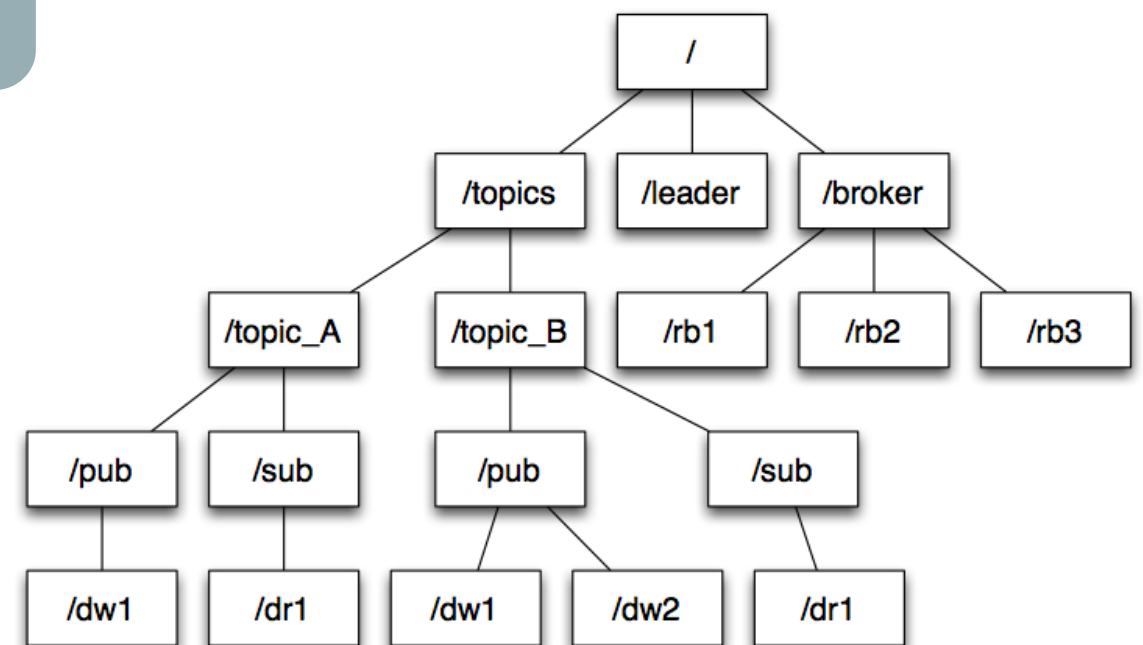 /
/topics
/leader
/broker
/topic_A
/topic_B
/rb1
/rb2
/rb3
/pub
/sub
/pub
/sub
/dw1
/dr1
/dw1
/dw2
/dr1